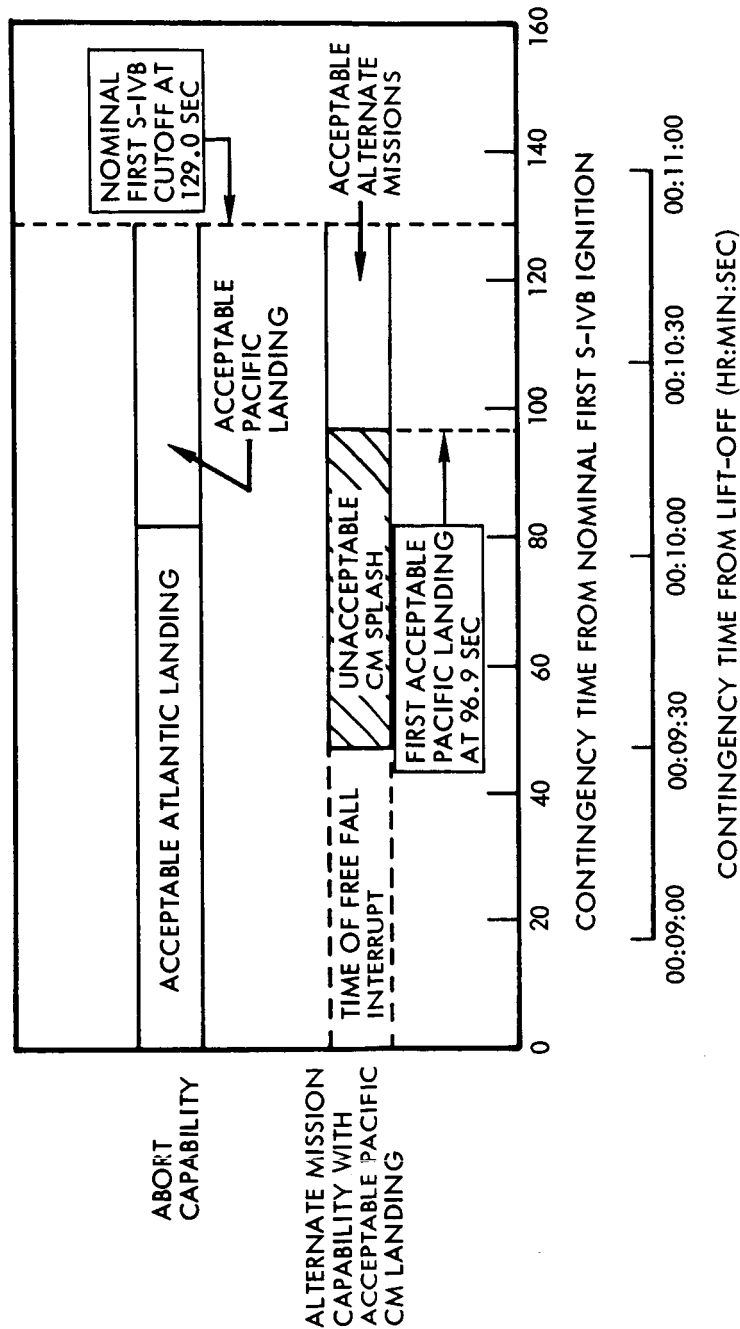 NOMINAL
FIRST S-IVB
CUTOFF AT
129.0 SEC
ABORT
CAPABILITY
ACCEPTABLE ATLANTIC LANDING
ACCEPTABLE
PACIFIC
LANDING
ALTERNATE MISSION
CAPABILITY WITH
ACCEPTABLE PACIFIC
CM LANDING
TIME OF FREE FALL
INTERRUPT
UNACCEPTABLE
CM SPLASH
ACCEPTABLE
ALTERNATE
MISSIONS
FIRST ACCEPTABLE
PACIFIC LANDING
AT 96.9 SEC
0 20 40 60 80 100 120 140 160
CONTINGENCY TIME FROM NOMINAL FIRST S-IVB IGNITION
00:09:00 00:09:30 00:10:00 00:10:30 00:11:00
CONTINGENCY TIME FROM LIFT-OFF (HR:MIN:SEC)